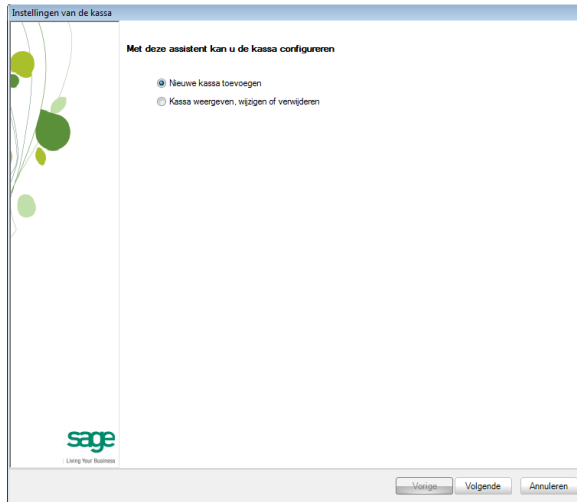 Instellingen van de kassa
Met deze assistent kan u de kassa configureren
Nieuwe kassa toevoegen
Kassa weergeven, wijzigen of verwijderen
sage
Living Your Business
Vorige Volgende Annuleren